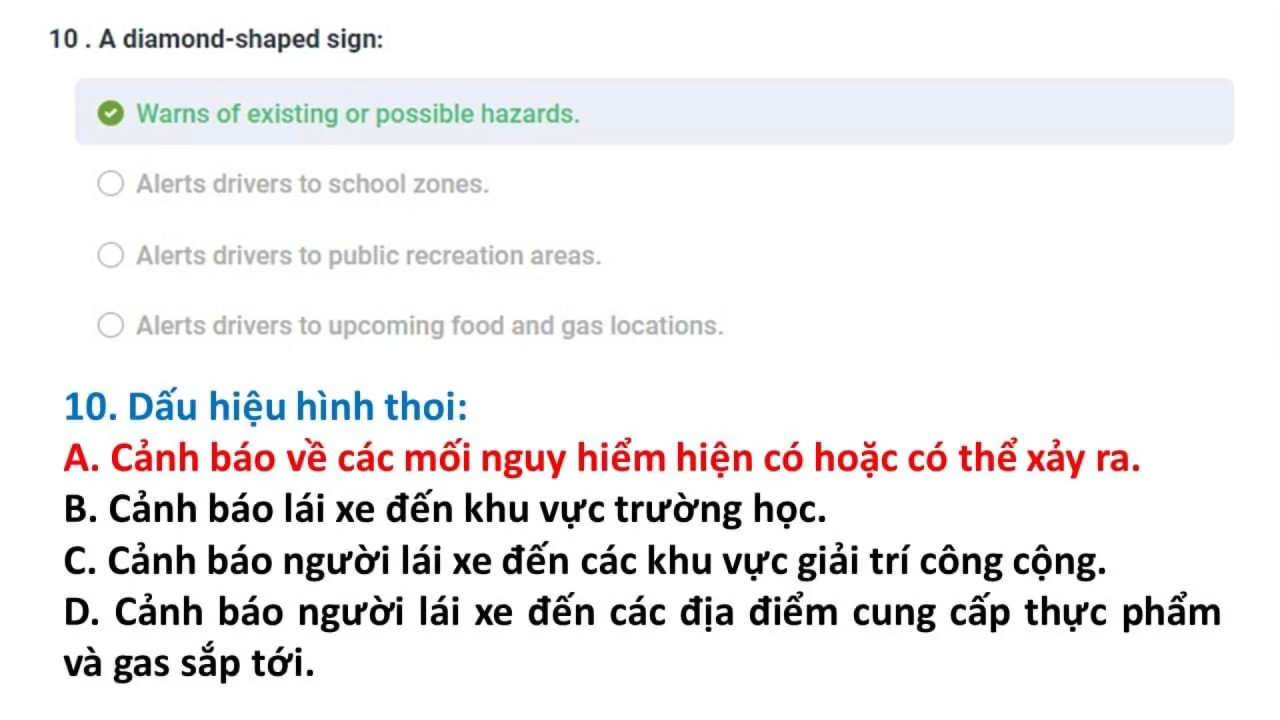 10 . A diamond-shaped sign:
Warns of existing or possible hazards.
Alerts drivers to school zones.
Alerts drivers to public recreation areas.
Alerts drivers to upcoming food and gas locations.
10. Dấu hiệu hình thoi:
A. Cảnh báo về các mối nguy hiểm hiện có hoặc có thể xảy ra.
B. Cảnh báo lái xe đến khu vực trường học.
C. Cảnh báo người lái xe đến các khu vực giải trí công cộng.
D. Cảnh báo người lái xe đến các địa điểm cung cấp thực phẩm
và gas sắp tới.